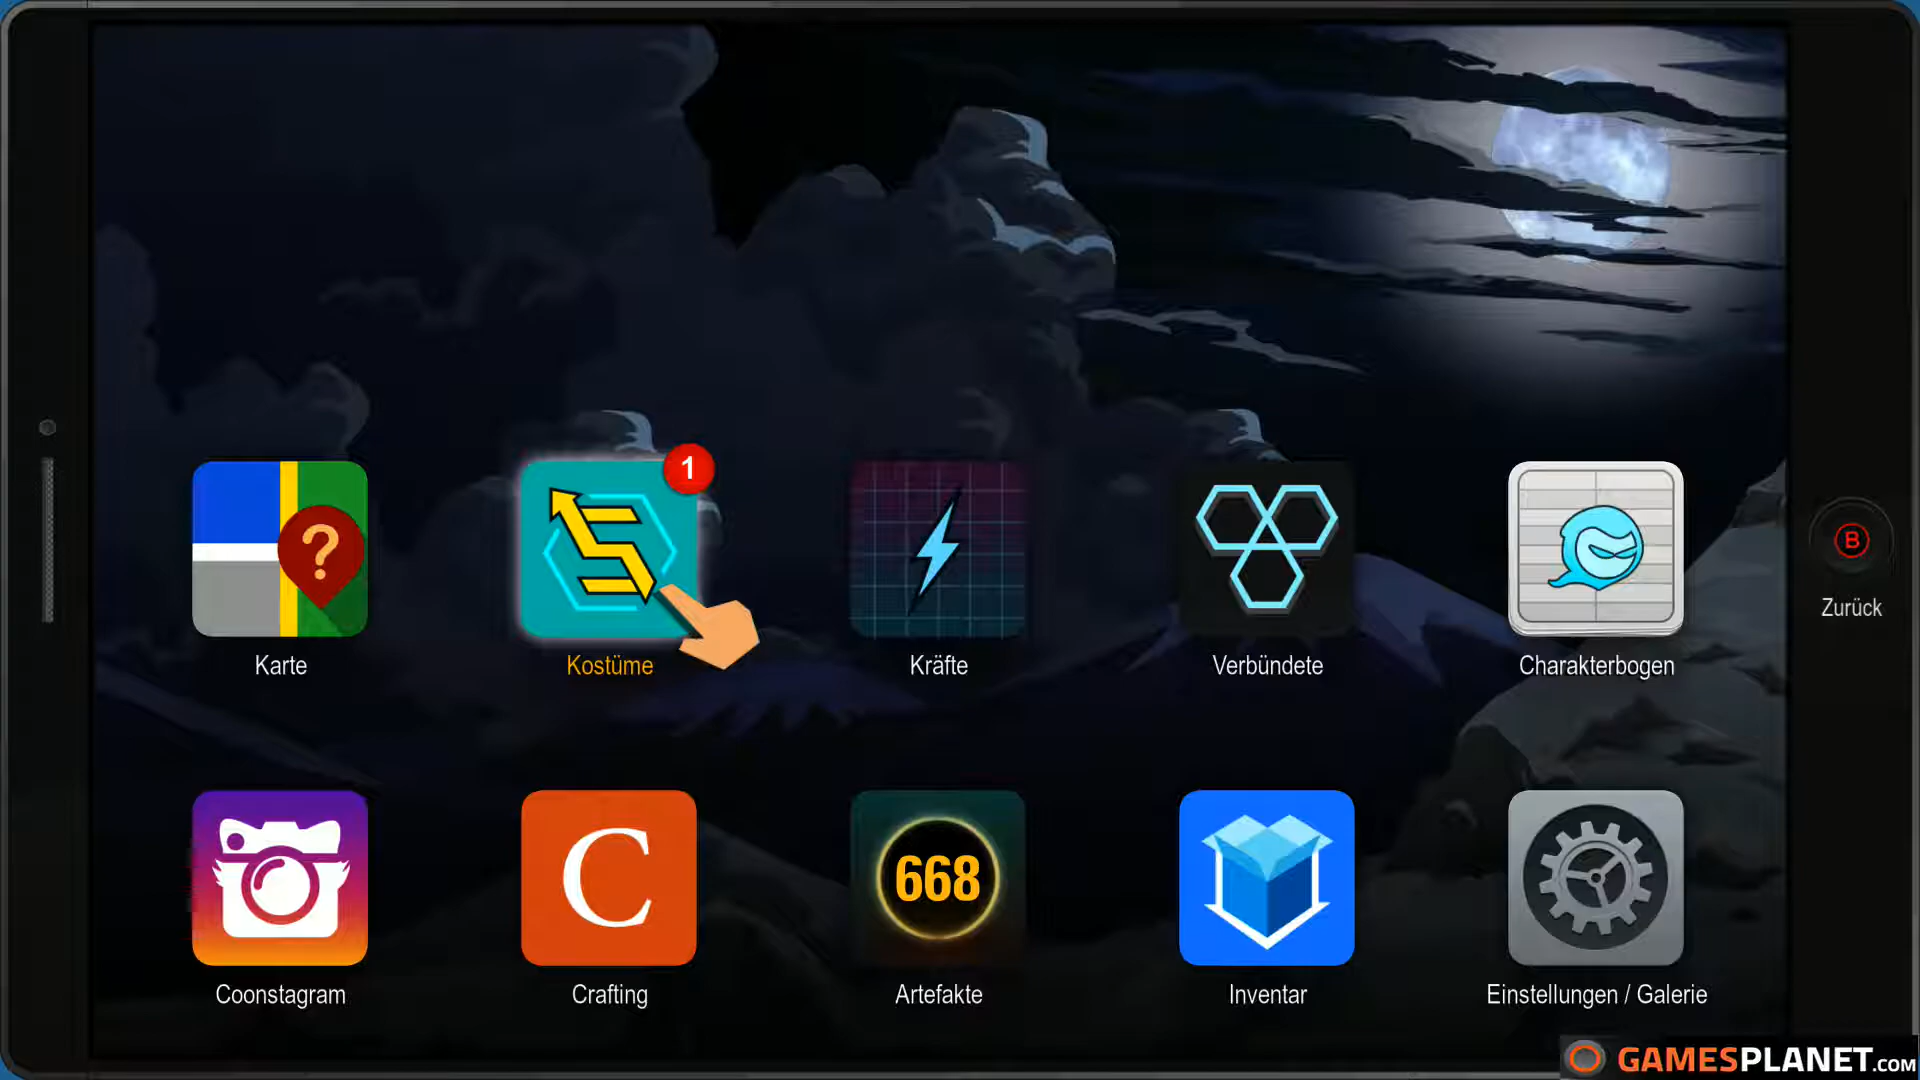 1
?
Karte
Kostüme
Kräfte
Verbündete
Charakterbogen
B
Zurück
C
668
Coonstagram
Crafting
Artefakte
Inventar
Einstellungen / Galerie
GAMESPLANET.COM